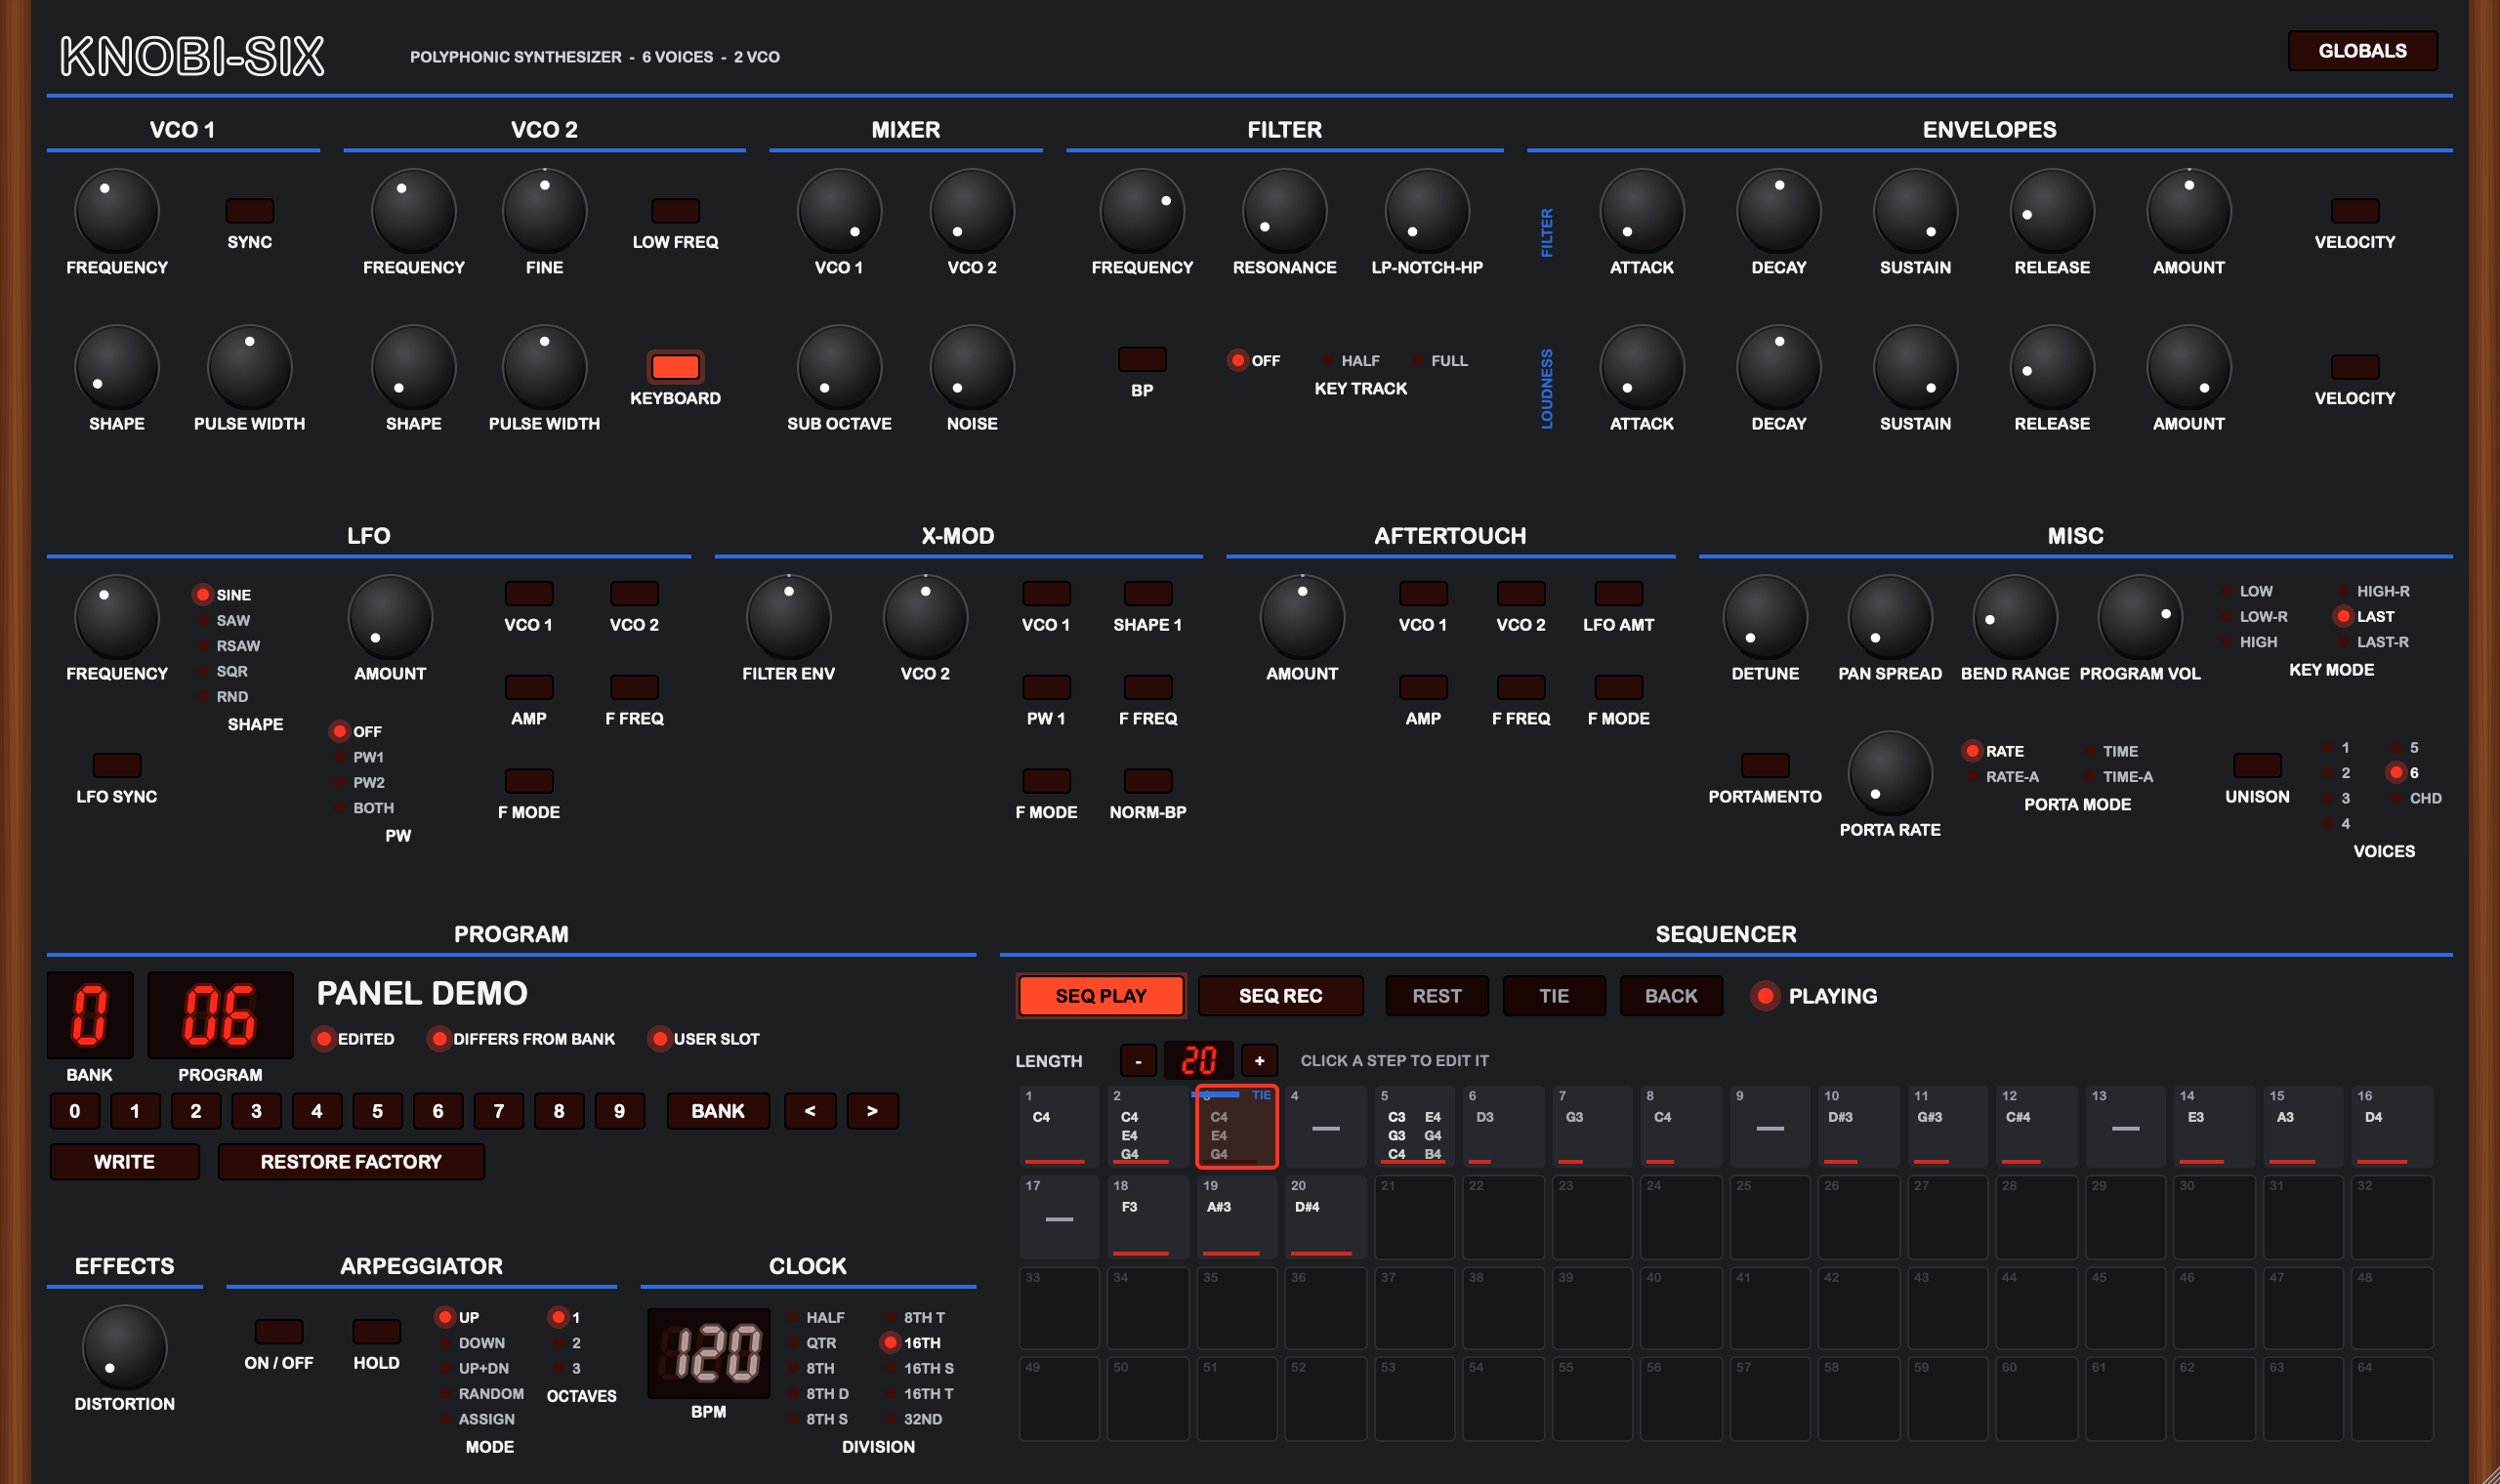 KNOBI-SIX
POLYPHONIC SYNTHESIZER - 6 VOICES - 2 VCO
GLOBALS
VCO 1
VCO 2
MIXER
FILTER
ENVELOPES
FREQUENCY
SYNC
FREQUENCY
FINE
LOW FREQ
VCO 1
VCO 2
FREQUENCY
RESONANCE
LP-NOTCH-HP
FILTER
ATTACK
DECAY
SUSTAIN
RELEASE
AMOUNT
VELOCITY
SHAPE
PULSE WIDTH
SHAPE
PULSE WIDTH
KEYBOARD
SUB OCTAVE
NOISE
BP
OFF
HALF
FULL
KEY TRACK
LOUDNESS
ATTACK
DECAY
SUSTAIN
RELEASE
AMOUNT
VELOCITY
LFO
X-MOD
AFTERTOUCH
MISC
FREQUENCY
SINE
SAW
RSAW
SQR
RND
SHAPE
AMOUNT
VCO 1
VCO 2
AMP
F FREQ
F MODE
LFO SYNC
OFF
PW1
PW2
BOTH
PW
FILTER ENV
VCO 2
VCO 1
SHAPE 1
PW 1
F FREQ
F MODE
NORM-BP
AMOUNT
VCO 1
VCO 2
LFO AMT
AMP
F FREQ
F MODE
DETUNE
PAN SPREAD
BEND RANGE
PROGRAM VOL
LOW
LOW-R
HIGH
HIGH-R
LAST
LAST-R
KEY MODE
PORTAMENTO
PORTA RATE
RATE
RATE-A
TIME
TIME-A
PORTA MODE
UNISON
1
2
3
4
5
6
CHD
VOICES
PROGRAM
0
06
PANEL DEMO
EDITED
DIFFERS FROM BANK
USER SLOT
BANK
PROGRAM
0
1
2
3
4
5
6
7
8
9
BANK
<
>
WRITE
RESTORE FACTORY
SEQUENCER
SEQ PLAY
SEQ REC
REST
TIE
BACK
PLAYING
LENGTH
-
20
+
CLICK A STEP TO EDIT IT
1
C4
2
C4
E4
G4
TIE
C4
E4
G4
4
5
C3 E4
G3 G4
C4 B4
6
D3
7
G3
8
C4
9
10
D#3
11
G#3
12
C#4
13
14
E3
15
A3
16
D4
17
18
F3
19
A#3
20
D#4
21
22
23
24
25
26
27
28
29
30
31
32
33
34
35
36
37
38
39
40
41
42
43
44
45
46
47
48
49
50
51
52
53
54
55
56
57
58
59
60
61
62
63
64
EFFECTS
DISTORTION
ARPEGGIATOR
ON / OFF
HOLD
UP
DOWN
UP+DN
RANDOM
ASSIGN
MODE
1
2
3
OCTAVES
CLOCK
120
BPM
HALF
QTR
8TH
8TH D
8TH S
8TH T
16TH
16TH S
16TH T
32ND
DIVISION